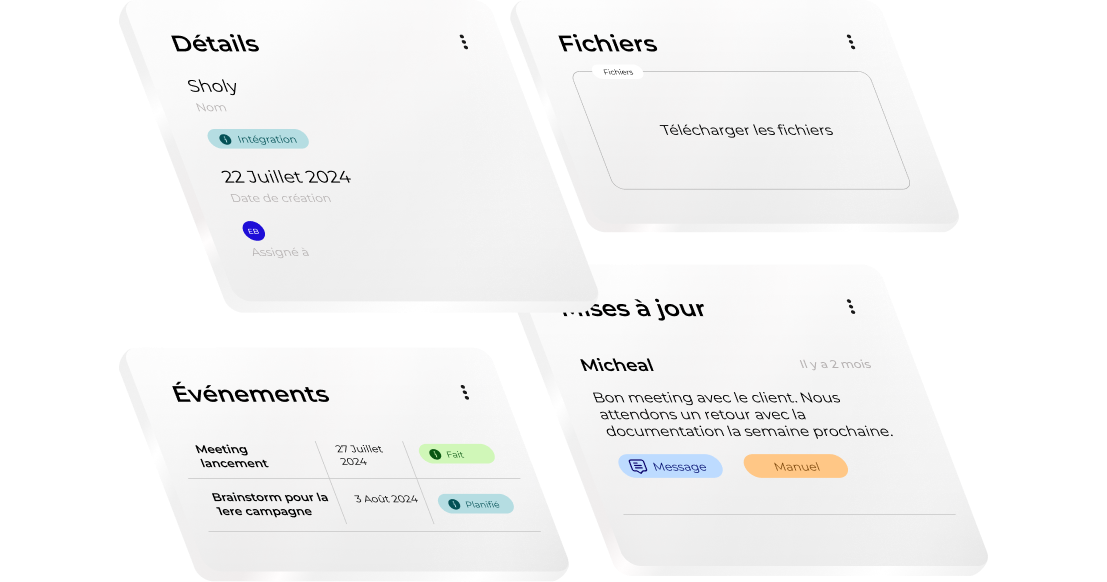 Détails
Sholy
Nom
Intégration
22 Juillet 2024
Date de création
EB
Assigné à
Fichiers
Fichiers
Télécharger les fichiers
Événements
Meeting
lancement
27 Juillet
2024
Fait
Brainstorm pour la
1ere campagne
3 Août 2024
Planifié
Mises à jour
Micheal
Il y a 2 mois
Bon meeting avec le client. Nous
attendons un retour avec la
documentation la semaine prochaine.
Message
Manuel